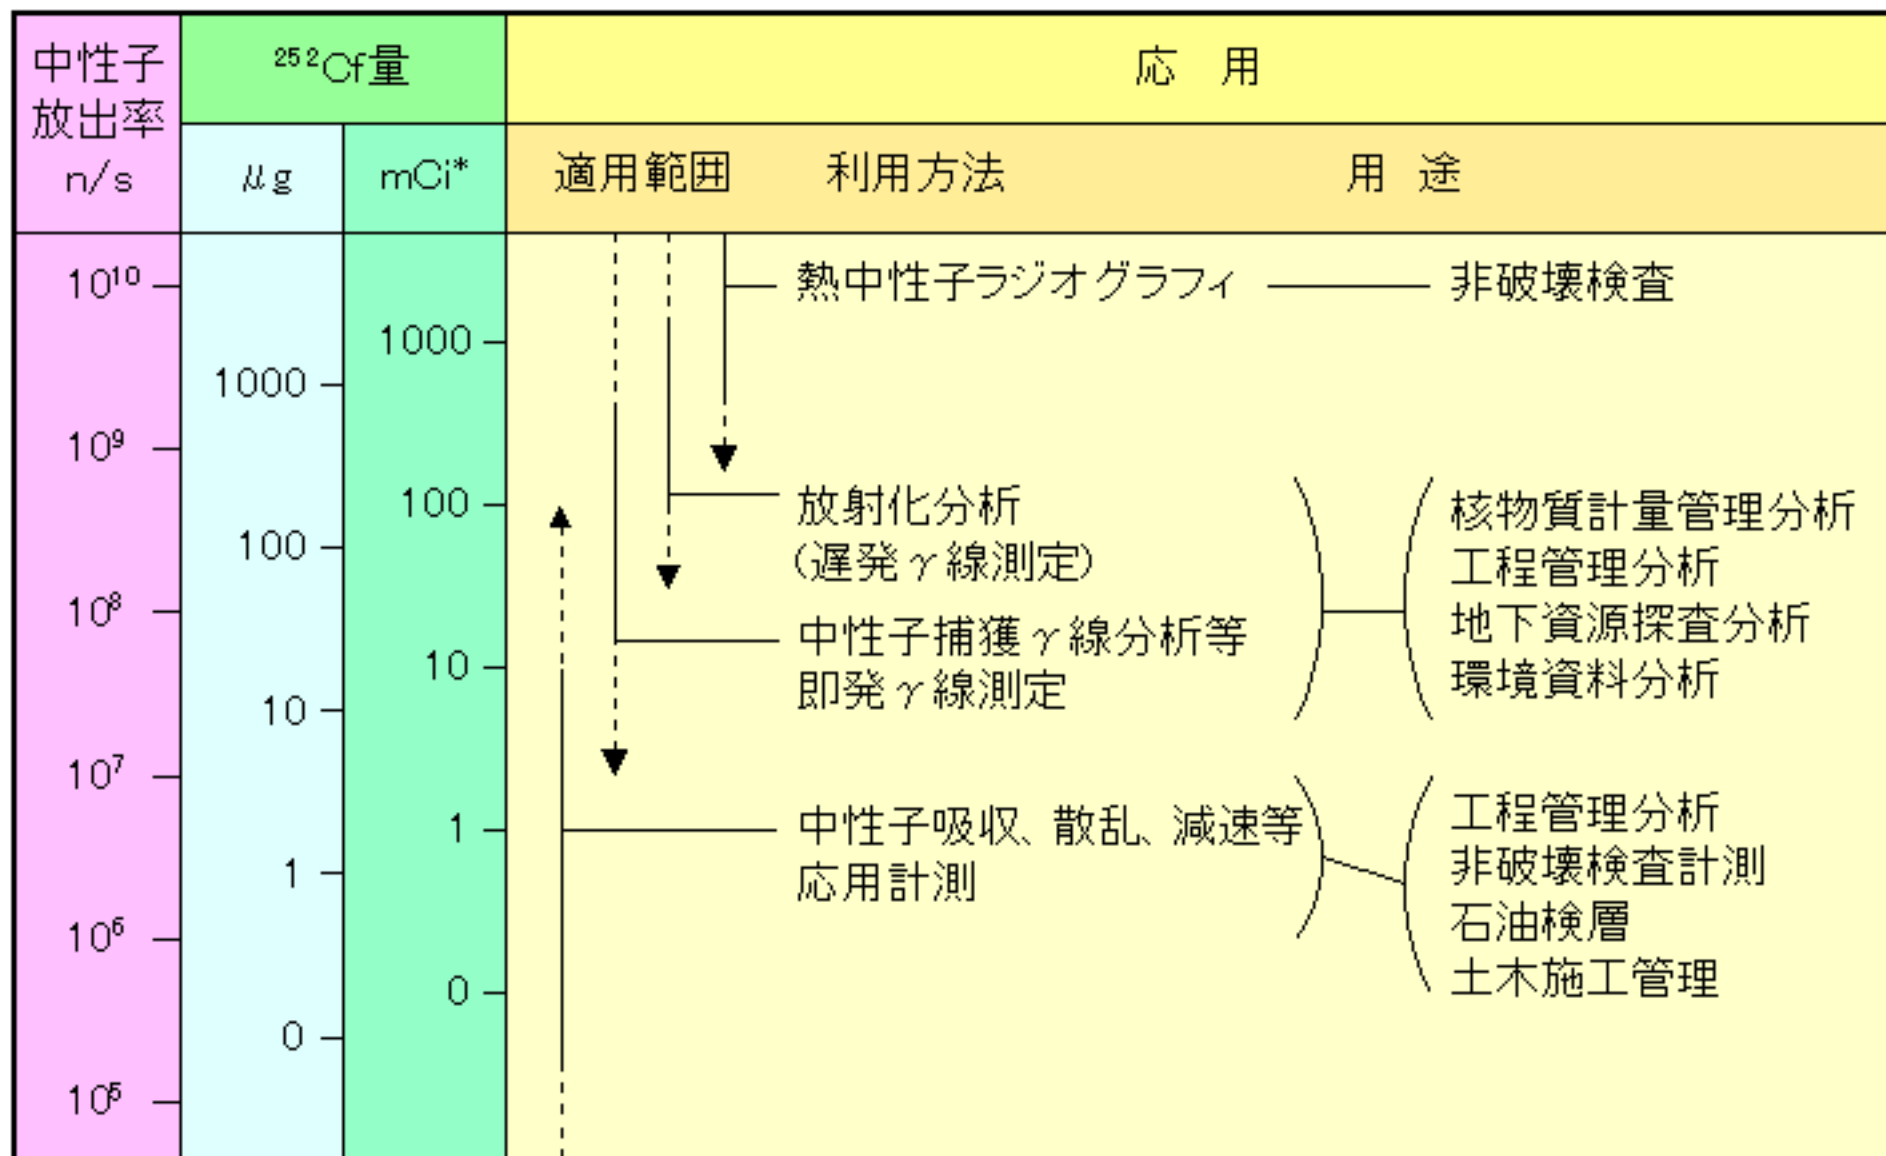 中性子
放出率
n/s
²⁵²Cf量
μg
mCi*
応 用
適用範囲 利用方法 用 途
10¹⁰
10⁹
10⁸
10⁷
10⁶
10⁵
1000
100
10
1
0
1000
100
10
1
0
熱中性子ラジオグラフィ
非破壊検査
放射化分析
(遅発γ線測定)
中性子捕獲γ線分析等
即発γ線測定
核物質計量管理分析
工程管理分析
地下資源探査分析
環境資料分析
中性子吸収、散乱、減速等
応用計測
工程管理分析
非破壊検査計測
石油検層
土木施工管理